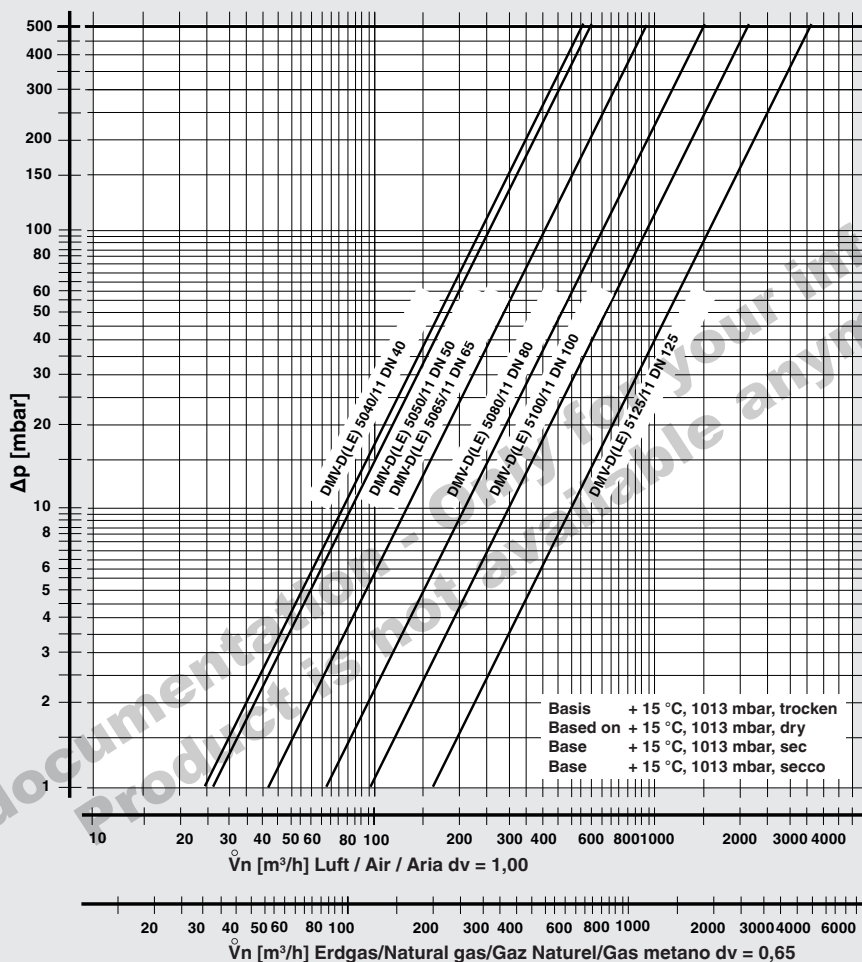 500
400
300
200
150
100
80
60
50
40
30
20
10
8
6
5
4
3
2
1
Δp [mbar]
DMV-D(LE) 5040/11 DN 40
DMV-D(LE) 5050/11 DN 50
DMV-D(LE) 5065/11 DN 65
DMV-D(LE) 5080/11 DN 80
DMV-D(LE) 5100/11 DN 100
DMV-D(LE) 5125/11 DN 125
documentation - Only for your inf
Product is not available anym
Basis + 15 °C, 1013 mbar, trocken
Based on + 15 °C, 1013 mbar, dry
Base + 15 °C, 1013 mbar, sec
Base + 15 °C, 1013 mbar, secco
10 20 30 40 50 60 80 100 200 300 400 600 800 1000 2000 3000 4000
V̊n [m³/h] Luft / Air / Aria dv = 1,00
20 30 40 50 60 80 100 200 300 400 600 800 1000 2000 3000 4000 6000
V̊n [m³/h] Erdgas/Natural gas/Gaz Naturel/Gas metano dv = 0,65